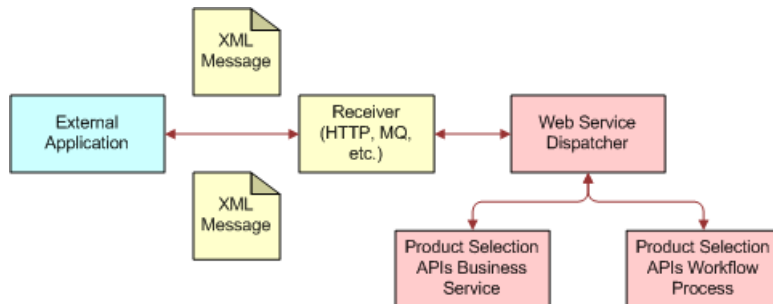 XML
Message
External
Application
Receiver
(HTTP, MQ,
etc.)
Web Service
Dispatcher
XML
Message
Product Selection
APIs Business
Service
Product Selection
APIs Workflow
Process